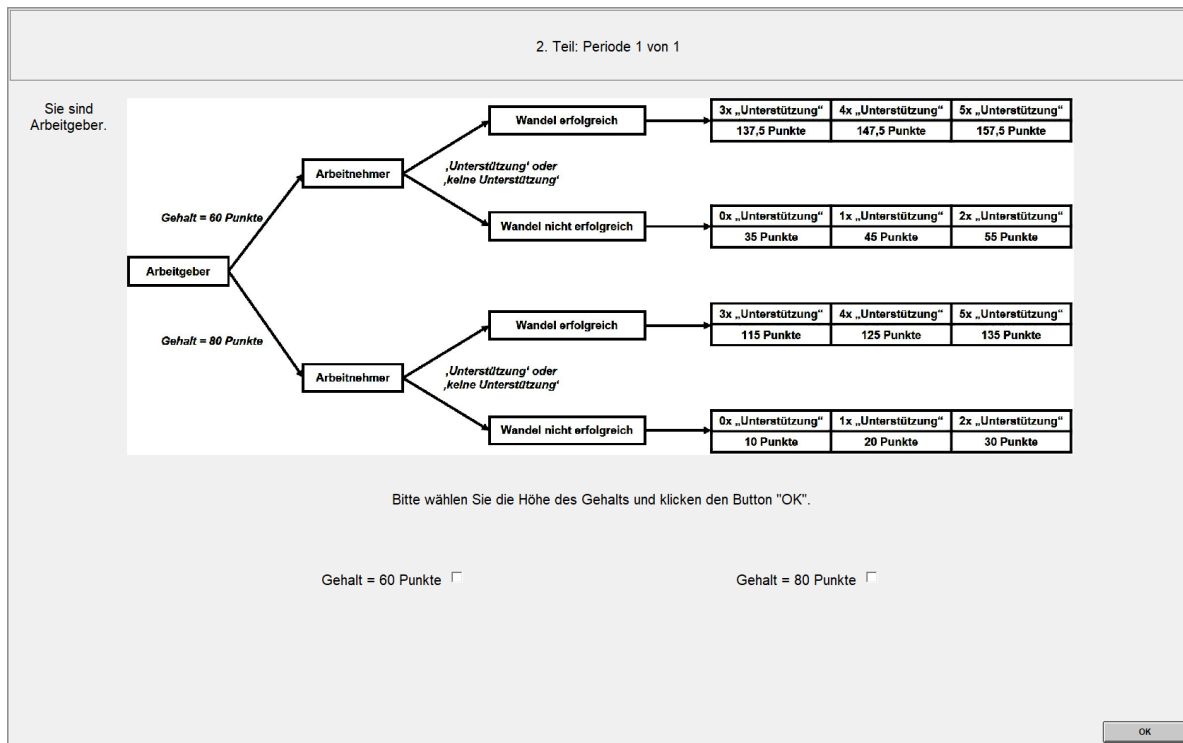 2. Teil: Periode 1 von 1
Sie sind
Arbeitgeber.
3x „Unterstützung“ 4x „Unterstützung“ 5x „Unterstützung“
Wandel erfolgreich
137,5 Punkte 147,5 Punkte 157,5 Punkte
‚Unterstützung‘ oder
‚keine Unterstützung‘
Arbeitnehmer
Gehalt = 60 Punkte
0x „Unterstützung“ 1x „Unterstützung“ 2x „Unterstützung“
Wandel nicht erfolgreich
35 Punkte 45 Punkte 55 Punkte
Arbeitgeber
3x „Unterstützung“ 4x „Unterstützung“ 5x „Unterstützung“
Wandel erfolgreich
115 Punkte 125 Punkte 135 Punkte
Gehalt = 80 Punkte
‚Unterstützung‘ oder
‚keine Unterstützung‘
Arbeitnehmer
0x „Unterstützung“ 1x „Unterstützung“ 2x „Unterstützung“
Wandel nicht erfolgreich
10 Punkte 20 Punkte 30 Punkte
Bitte wählen Sie die Höhe des Gehalts und klicken den Button "OK".
Gehalt = 60 Punkte Gehalt = 80 Punkte
OK